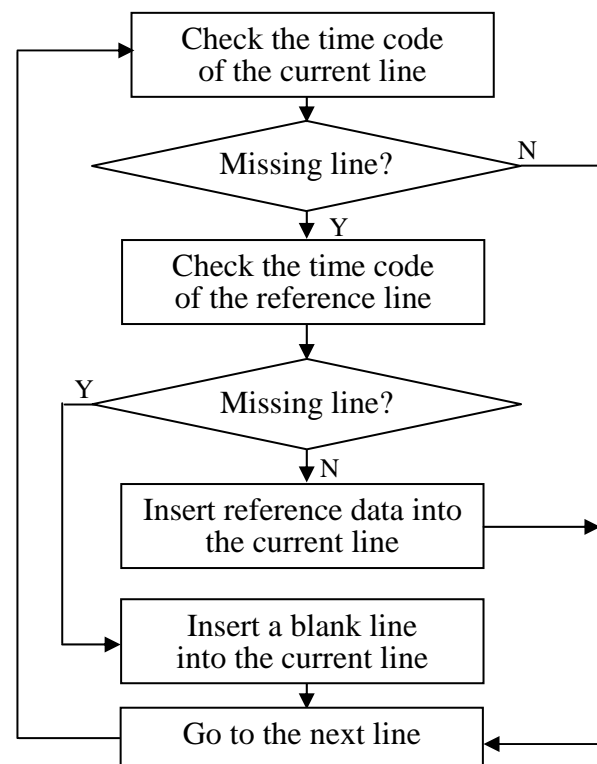 Check the time code
of the current line
Missing line?
N
Y
Check the time code
of the reference line
Y
Missing line?
N
Insert reference data into
the current line
Insert a blank line
into the current line
Go to the next line